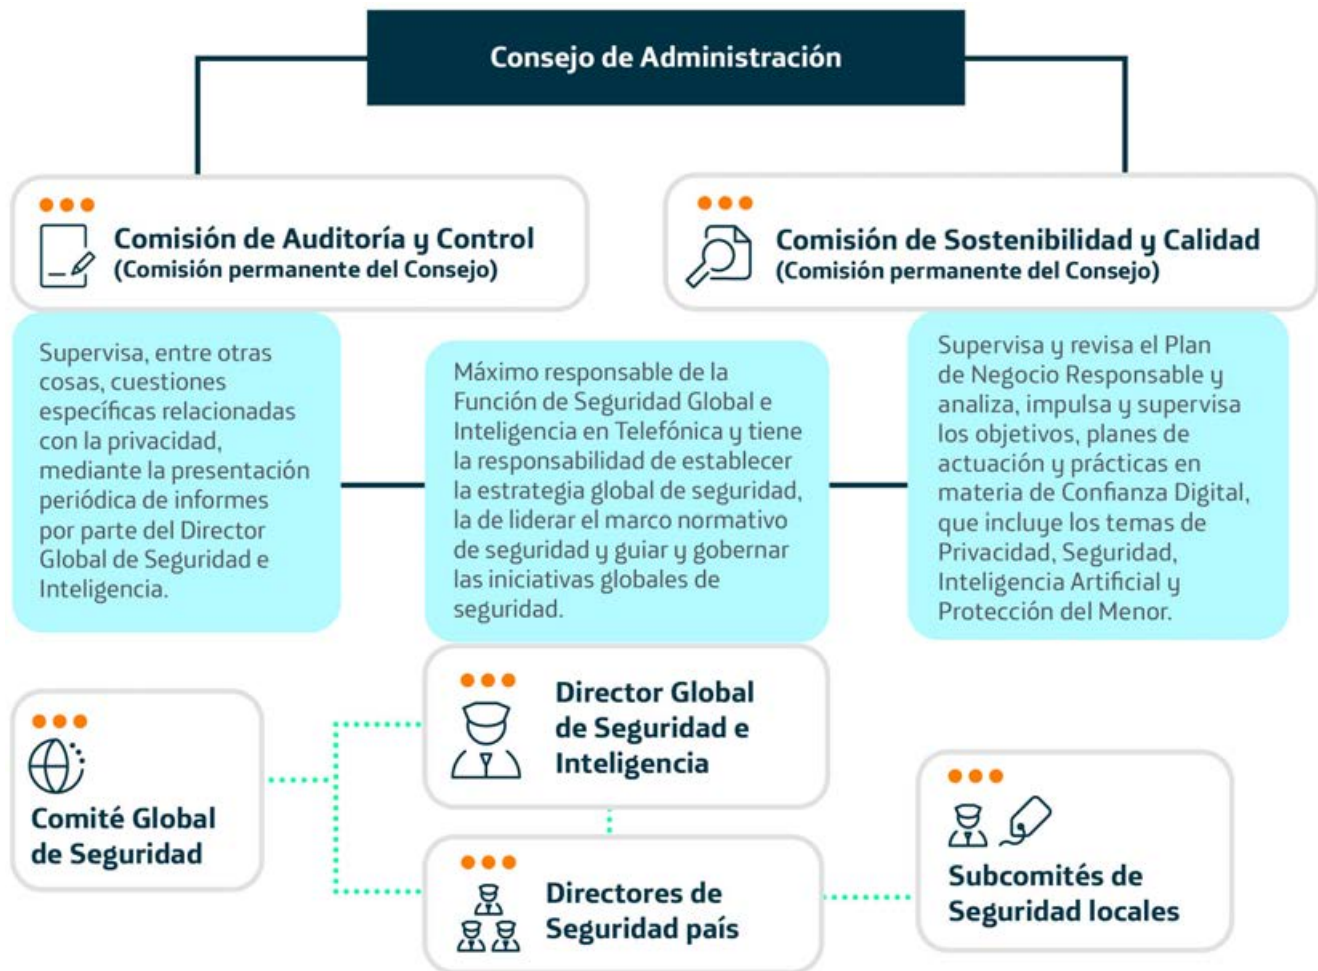 Consejo de Administración
Comisión de Auditoría y Control
(Comisión permanente del Consejo)
Comisión de Sostenibilidad y Calidad
(Comisión permanente del Consejo)
Supervisa, entre otras
cosas, cuestiones
específicas relacionadas
con la privacidad,
mediante la presentación
periódica de informes
por parte del Director
Global de Seguridad e
Inteligencia.
Máximo responsable de la
Función de Seguridad Global e
Inteligencia en Telefónica y tiene
la responsabilidad de establecer
la estrategia global de seguridad,
la de liderar el marco normativo
de seguridad y guiar y gobernar
las iniciativas globales de
seguridad.
Supervisa y revisa el Plan
de Negocio Responsable y
analiza, impulsa y supervisa
los objetivos, planes de
actuación y prácticas en
materia de Confianza Digital,
que incluye los temas de
Privacidad, Seguridad,
Inteligencia Artificial y
Protección del Menor.
Director Global
de Seguridad e
Inteligencia
Comité Global
de Seguridad
Directores de
Seguridad país
Subcomités de
Seguridad locales